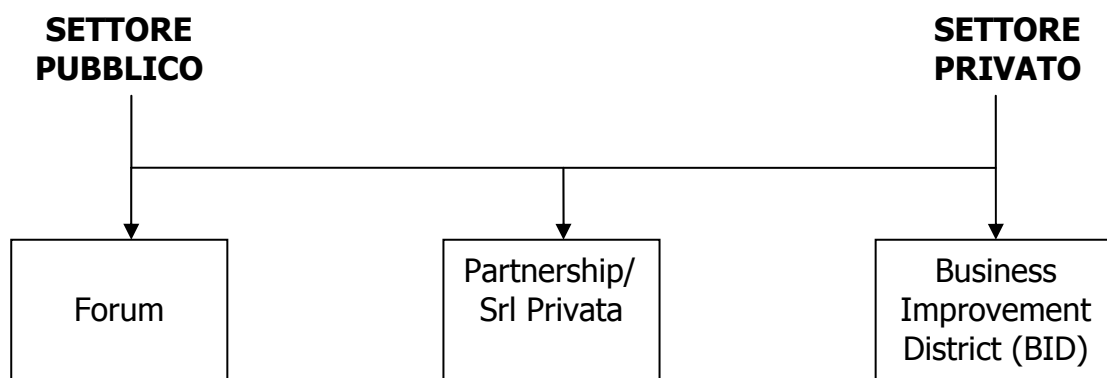 SETTORE
PUBBLICO
SETTORE
PRIVATO
Forum
Partnership/
Srl Privata
Business
Improvement
District (BID)